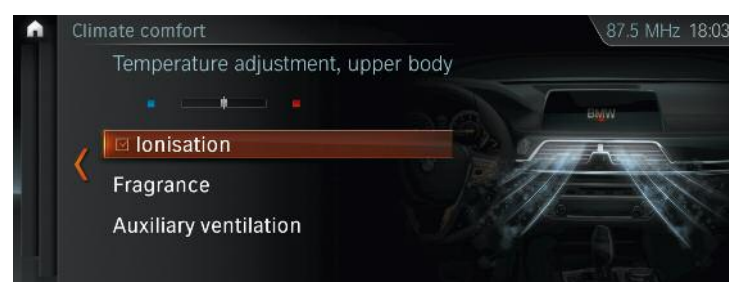 Climate comfort
87.5 MHz 18:03
Temperature adjustment, upper body
BMW
Ionisation
Fragrance
Auxiliary ventilation